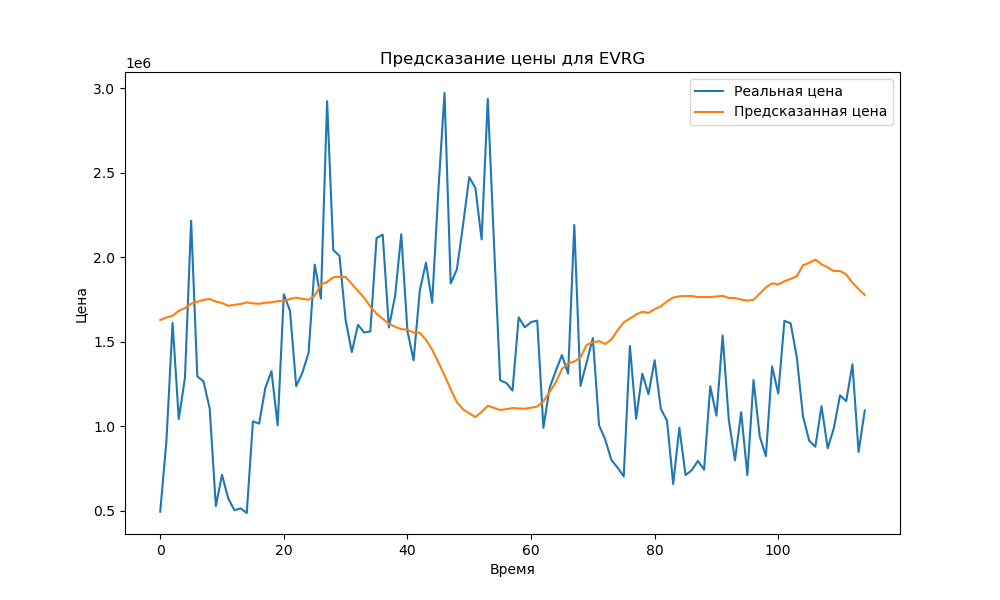 Предсказание цены для EVRG
1e6
Реальная цена
Предсказанная цена
3.0
2.5
2.0
1.5
1.0
0.5
Цена
0 20 40 60 80 100
Время